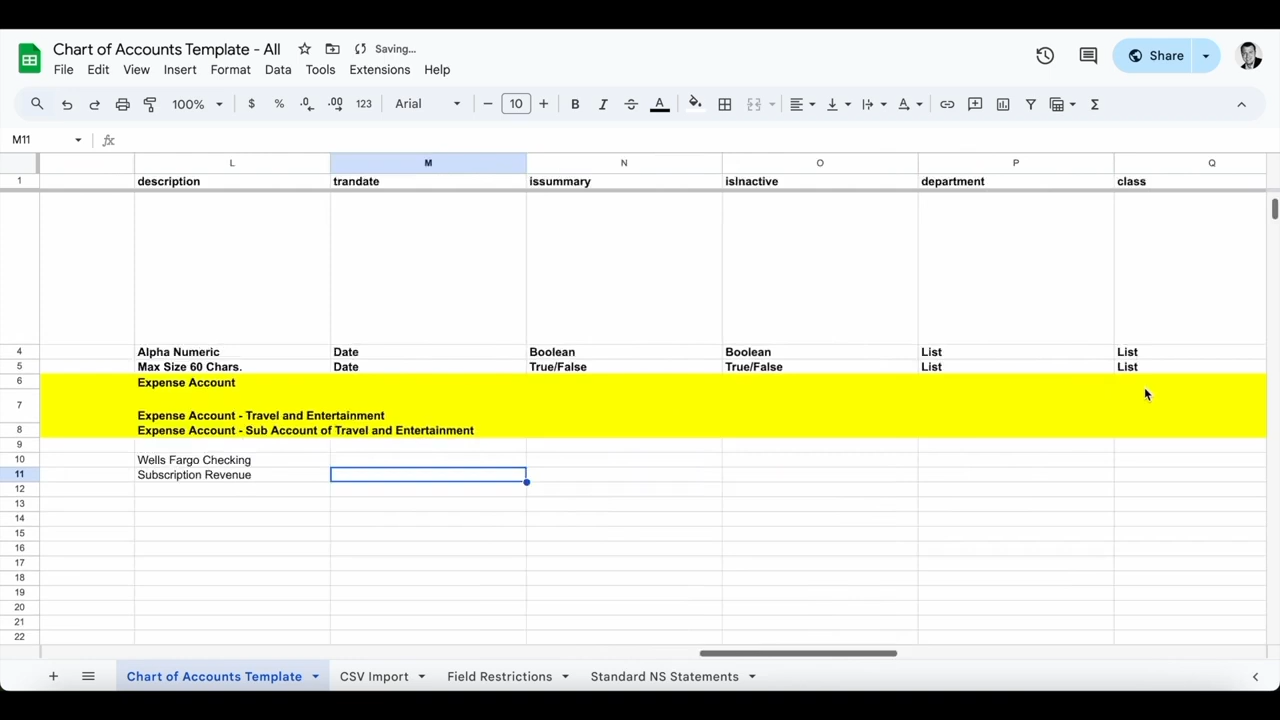 Chart of Accounts Template - All Saving...
File Edit View Insert Format Data Tools Extensions Help
Share
100% $ % .0 .00 123 Arial 10 B I S A Σ
M11 fx
L M N O P Q
1 description trandate issummary isInactive department class
4 Alpha Numeric Date Boolean Boolean List List
5 Max Size 60 Chars. Date True/False True/False List List
6 Expense Account
7 Expense Account - Travel and Entertainment
8 Expense Account - Sub Account of Travel and Entertainment
9
10 Wells Fargo Checking
11 Subscription Revenue
12
13
14
15
16
17
18
19
20
21
22
Chart of Accounts Template CSV Import Field Restrictions Standard NS Statements